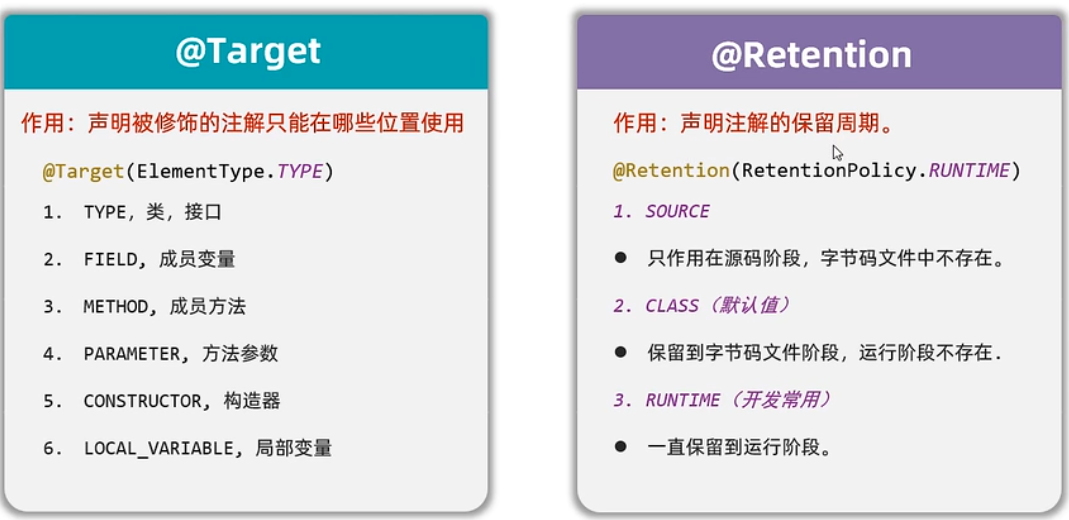 @Target
作用：声明被修饰的注解只能在哪些位置使用
@Target(ElementType.TYPE)
1. TYPE，类，接口
2. FIELD, 成员变量
3. METHOD, 成员方法
4. PARAMETER, 方法参数
5. CONSTRUCTOR, 构造器
6. LOCAL_VARIABLE, 局部变量
@Retention
作用：声明注解的保留周期。
@Retention(RetentionPolicy.RUNTIME)
1. SOURCE
● 只作用在源码阶段，字节码文件中不存在。
2. CLASS（默认值）
● 保留到字节码文件阶段，运行阶段不存在.
3. RUNTIME（开发常用）
● 一直保留到运行阶段。